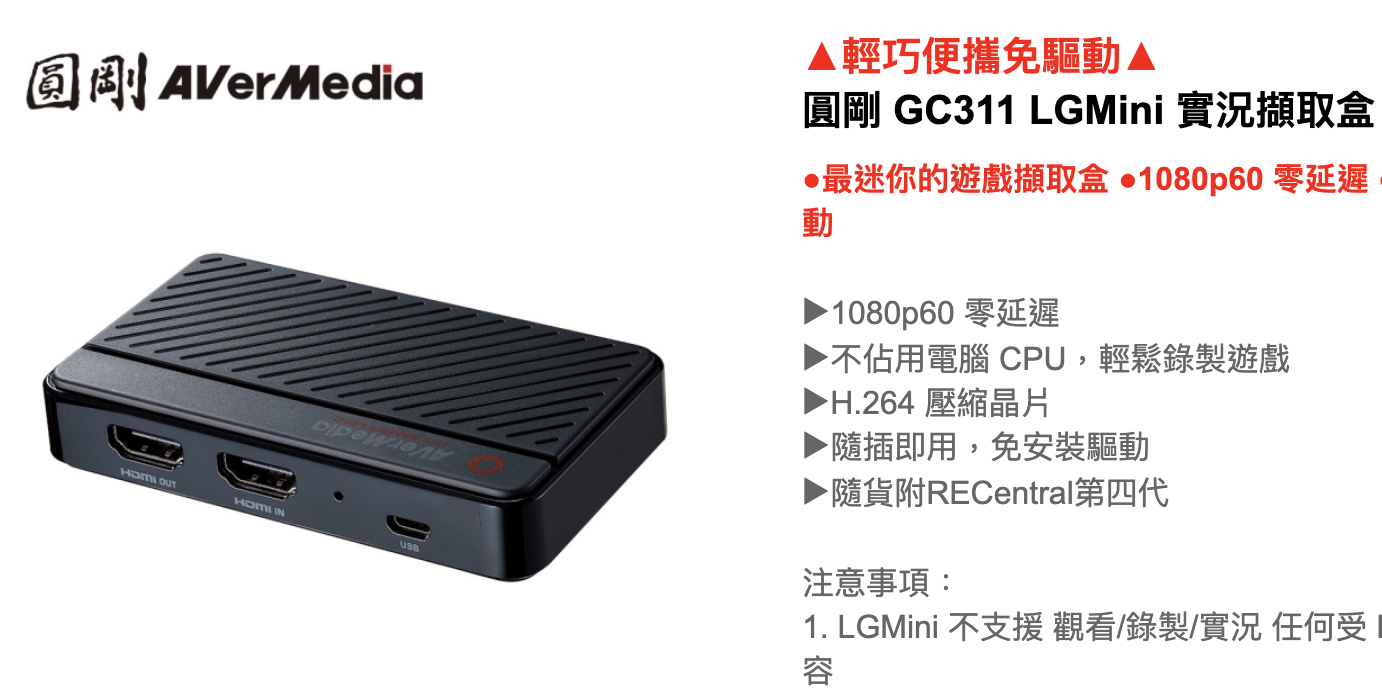 圓剛 AVerMedia
▲輕巧便攜免驅動▲
圓剛 GC311 LGMini 實況擷取盒
●最迷你的遊戲擷取盒 ●1080p60 零延遲
動
▶1080p60 零延遲
▶不佔用電腦 CPU，輕鬆錄製遊戲
▶H.264 壓縮晶片
▶隨插即用，免安裝驅動
▶隨貨附RECentral第四代
注意事項：
1. LGMini 不支援 觀看/錄製/實況 任何受
容
AVerMedia
HDMI OUT
HDMI IN
USB